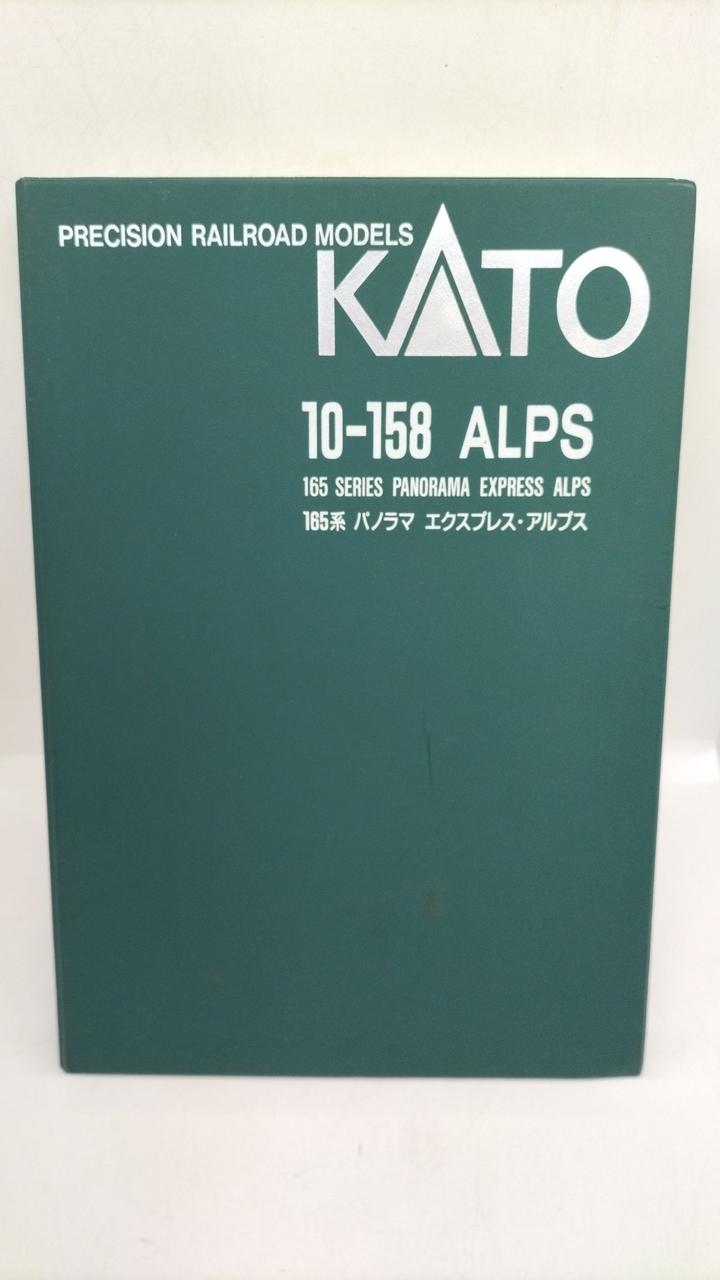 PRECISION RAILROAD MODELS
KATO
10-158 ALPS
165 SERIES PANORAMA EXPRESS ALPS
165系 パノラマ エクスプレス・アルプス